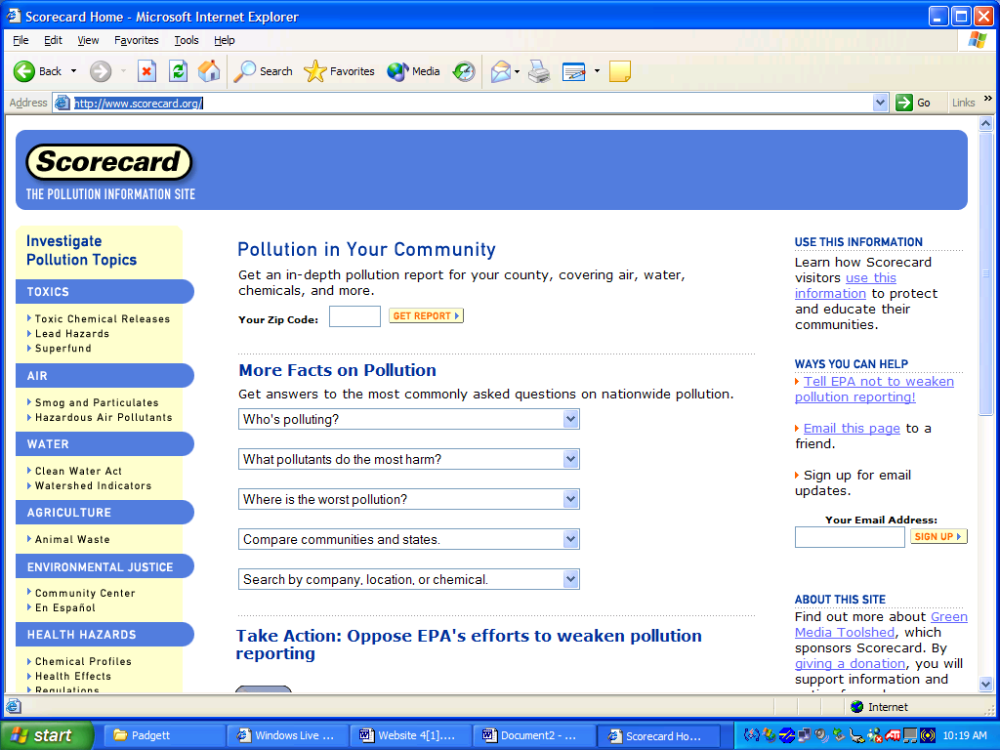 Scorecard Home - Microsoft Internet Explorer
File Edit View Favorites Tools Help
Back Search Favorites Media
Address http://www.scorecard.org/ Go Links »
Scorecard
THE POLLUTION INFORMATION SITE
Investigate
Pollution Topics
TOXICS
Toxic Chemical Releases
Lead Hazards
Superfund
AIR
Smog and Particulates
Hazardous Air Pollutants
WATER
Clean Water Act
Watershed Indicators
AGRICULTURE
Animal Waste
ENVIRONMENTAL JUSTICE
Community Center
En Español
HEALTH HAZARDS
Chemical Profiles
Health Effects
Regulations
Pollution in Your Community
Get an in-depth pollution report for your county, covering air, water,
chemicals, and more.
Your Zip Code: GET REPORT
More Facts on Pollution
Get answers to the most commonly asked questions on nationwide pollution.
Who's polluting?
What pollutants do the most harm?
Where is the worst pollution?
Compare communities and states.
Search by company, location, or chemical.
Take Action: Oppose EPA's efforts to weaken pollution
reporting
USE THIS INFORMATION
Learn how Scorecard
visitors use this
information to protect
and educate their
communities.
WAYS YOU CAN HELP
Tell EPA not to weaken
pollution reporting!
Email this page to a
friend.
Sign up for email
updates.
Your Email Address:
SIGN UP
ABOUT THIS SITE
Find out more about Green
Media Toolshed, which
sponsors Scorecard. By
giving a donation, you will
support information and
Internet
start Padgett Windows Live ... Website 4[1].... Document2 - ... Scorecard Ho... 10:19 AM